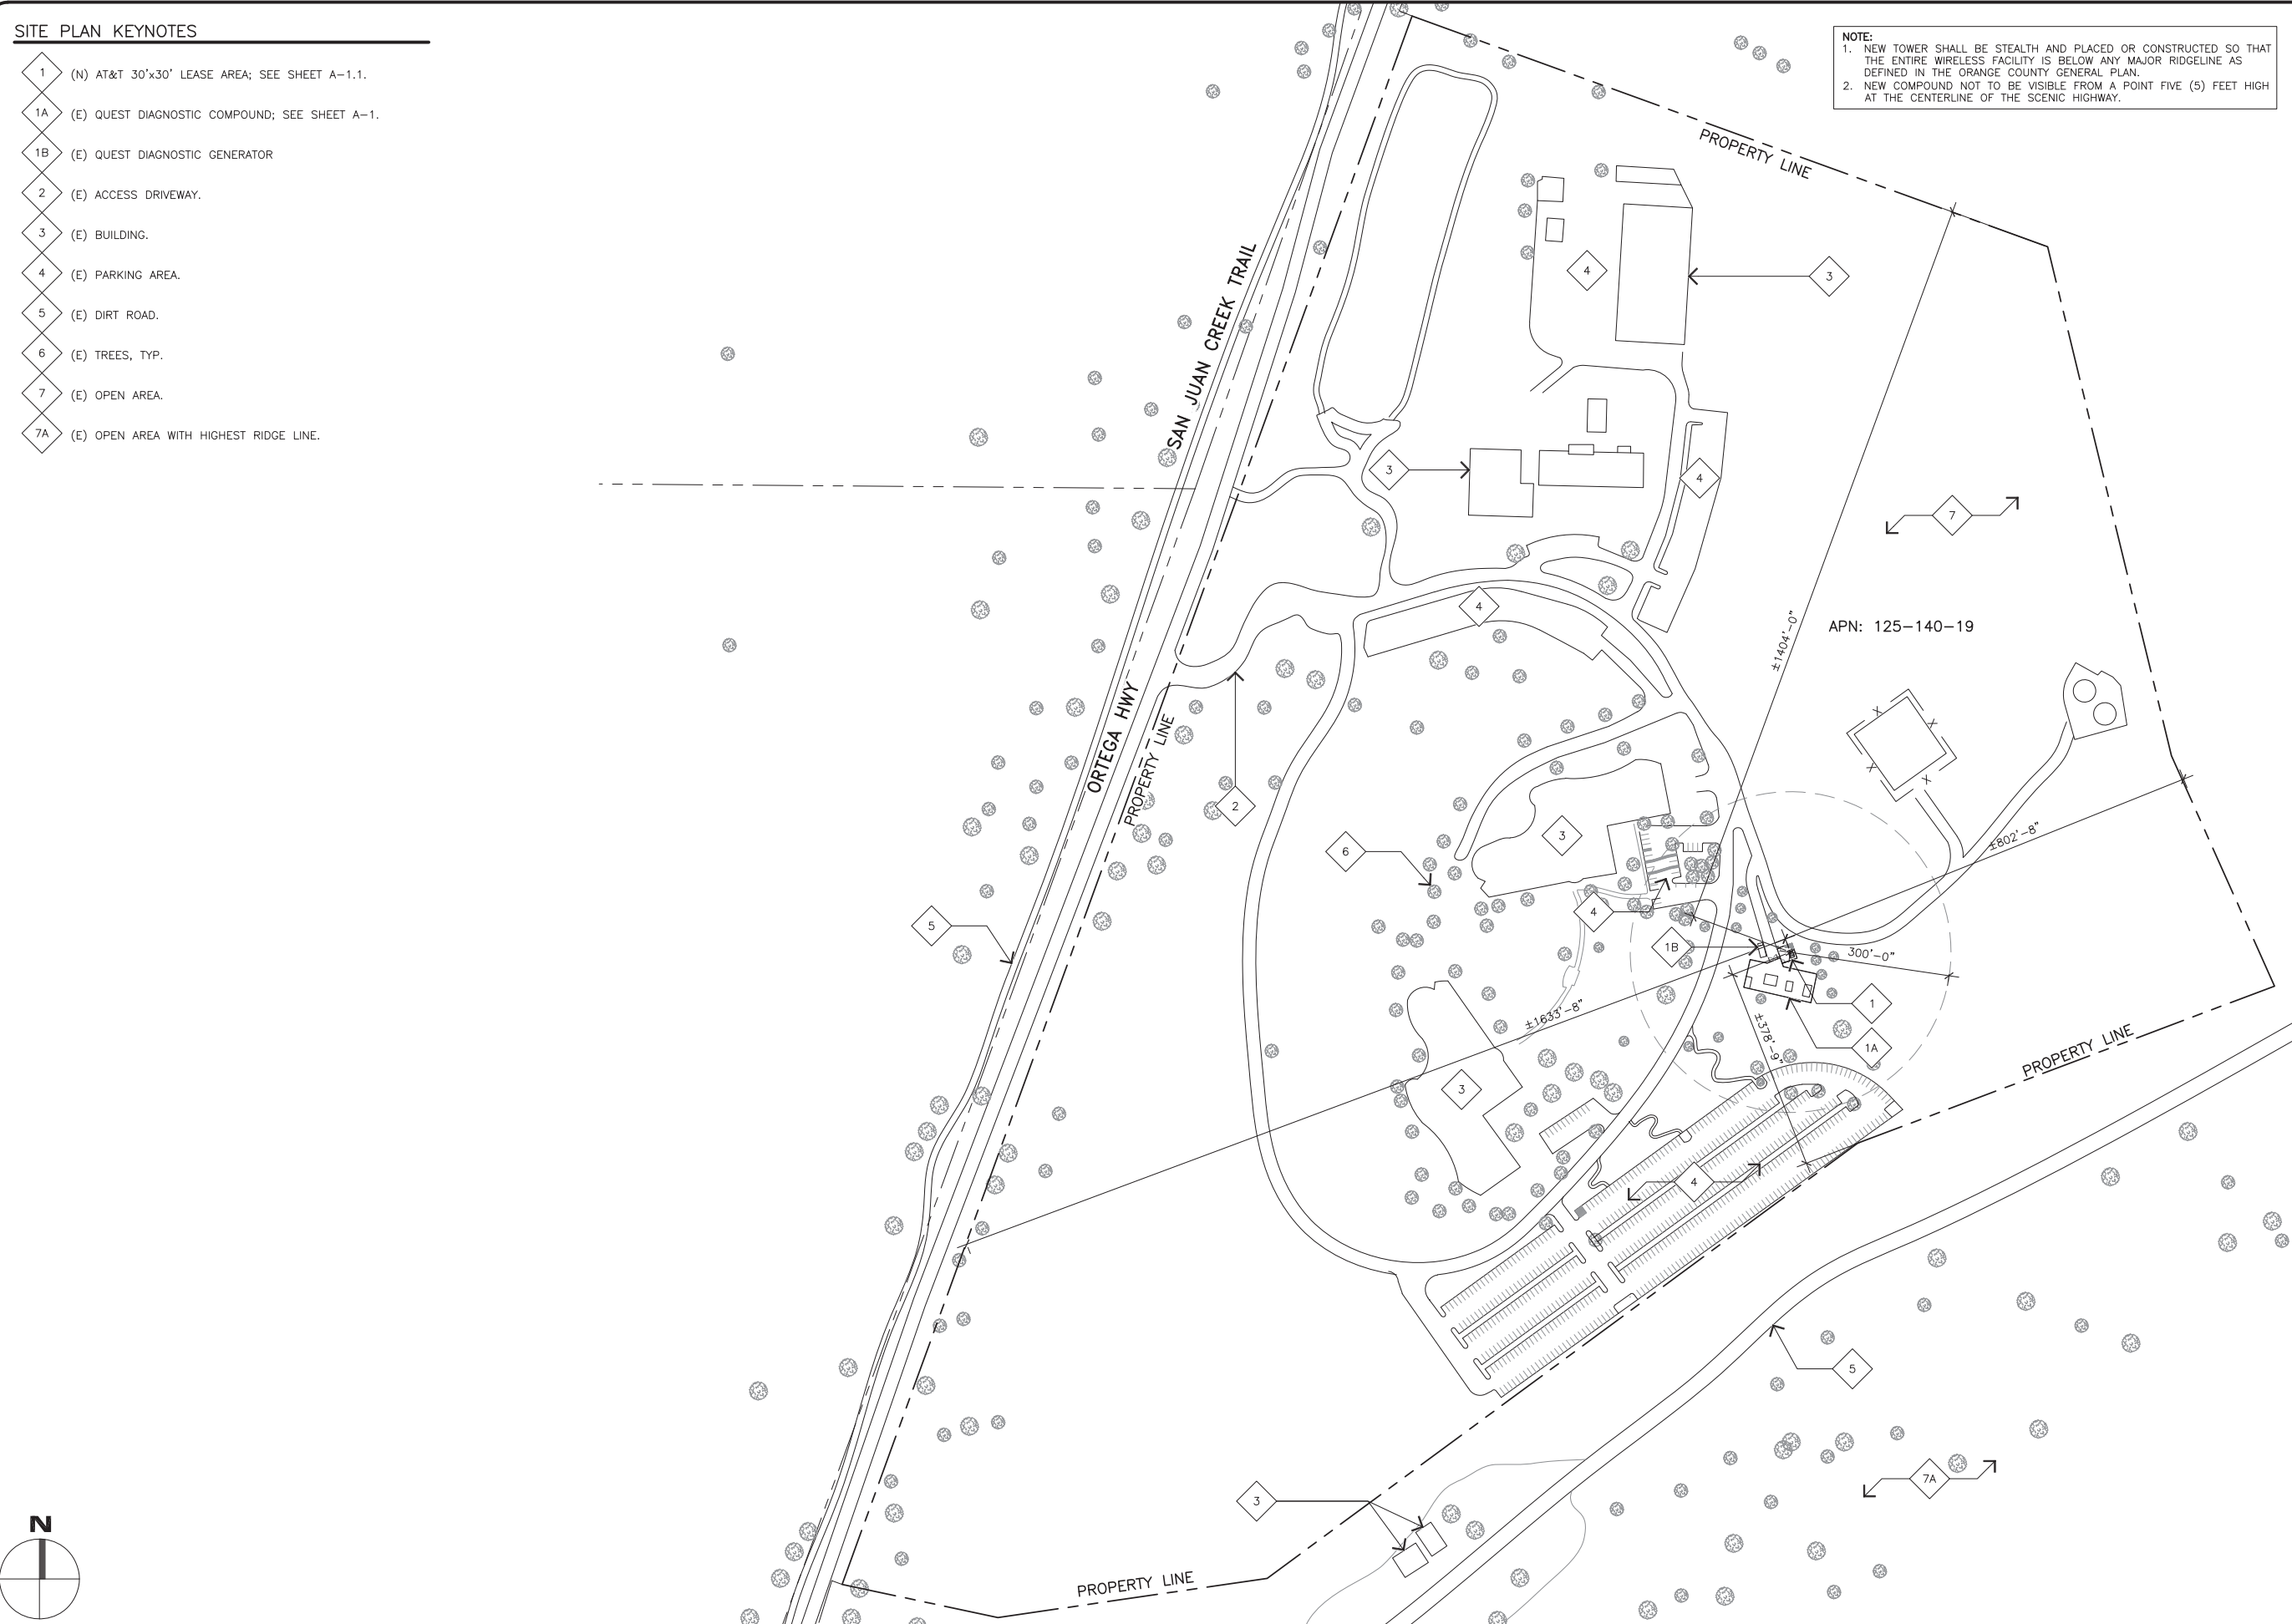 SITE PLAN KEYNOTES
1 (N) AT&T 30'x30' LEASE AREA; SEE SHEET A-1.1.
1A (E) QUEST DIAGNOSTIC COMPOUND; SEE SHEET A-1.
1B (E) QUEST DIAGNOSTIC GENERATOR
2 (E) ACCESS DRIVEWAY.
3 (E) BUILDING.
4 (E) PARKING AREA.
5 (E) DIRT ROAD.
6 (E) TREES, TYP.
7 (E) OPEN AREA.
7A (E) OPEN AREA WITH HIGHEST RIDGE LINE.
NOTE:
1. NEW TOWER SHALL BE STEALTH AND PLACED OR CONSTRUCTED SO THAT
THE ENTIRE WIRELESS FACILITY IS BELOW ANY MAJOR RIDGELINE AS
DEFINED IN THE ORANGE COUNTY GENERAL PLAN.
2. NEW COMPOUND NOT TO BE VISIBLE FROM A POINT FIVE (5) FEET HIGH
AT THE CENTERLINE OF THE SCENIC HIGHWAY.
PROPERTY LINE
SAN JUAN CREEK TRAIL
4
3
3
4
7
4
±1404'-0"
APN: 125-140-19
ORTEGA HWY
PROPERTY LINE
2
6
3
±802'-8"
5
4
1B
300'-0"
1
±1633'-8"
±378'-9"
1A
PROPERTY LINE
3
4
5
7A
3
PROPERTY LINE
N
X
X
X
X